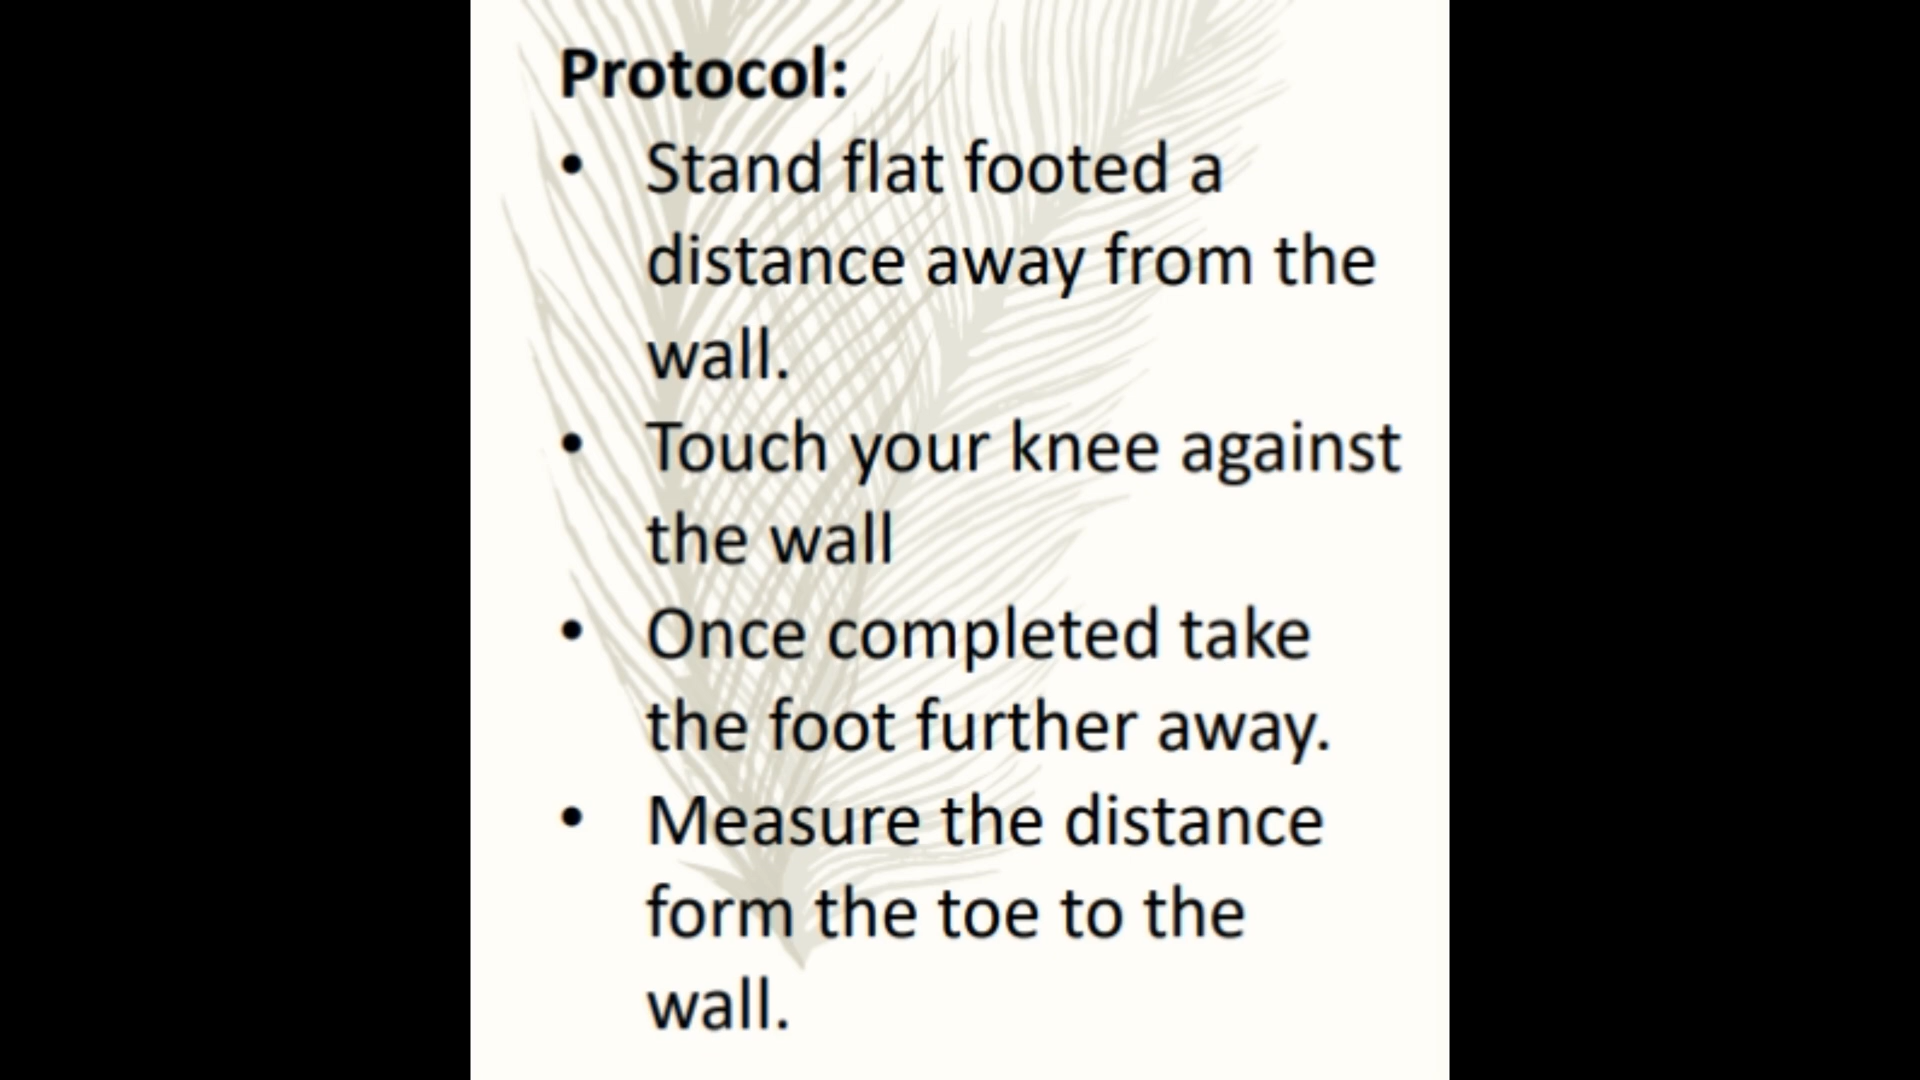 Protocol:
• Stand flat footed a
distance away from the
wall.
• Touch your knee against
the wall
• Once completed take
the foot further away.
• Measure the distance
form the toe to the
wall.